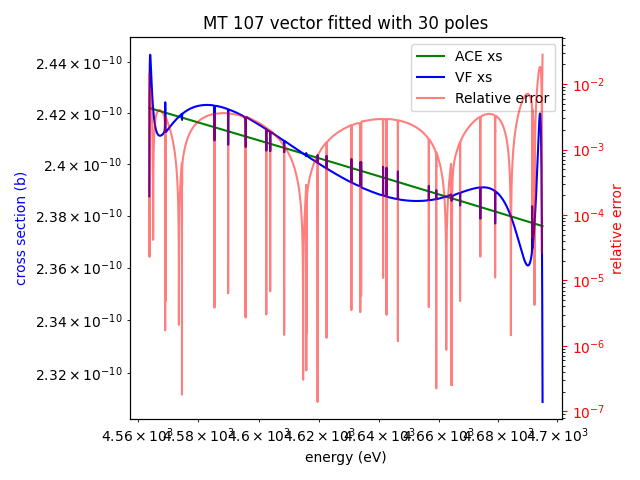 MT 107 vector fitted with 30 poles
ACE xs
VF xs
Relative error
2.44 × 10⁻¹⁰
2.42 × 10⁻¹⁰
2.4 × 10⁻¹⁰
2.38 × 10⁻¹⁰
2.36 × 10⁻¹⁰
2.34 × 10⁻¹⁰
2.32 × 10⁻¹⁰
cross section (b)
10⁻²
10⁻³
10⁻⁴
10⁻⁵
10⁻⁶
10⁻⁷
relative error
4.56 × 10³ 4.58 × 10³ 4.6 × 10³ 4.62 × 10³ 4.64 × 10³ 4.66 × 10³ 4.68 × 10³ 4.7 × 10³
energy (eV)